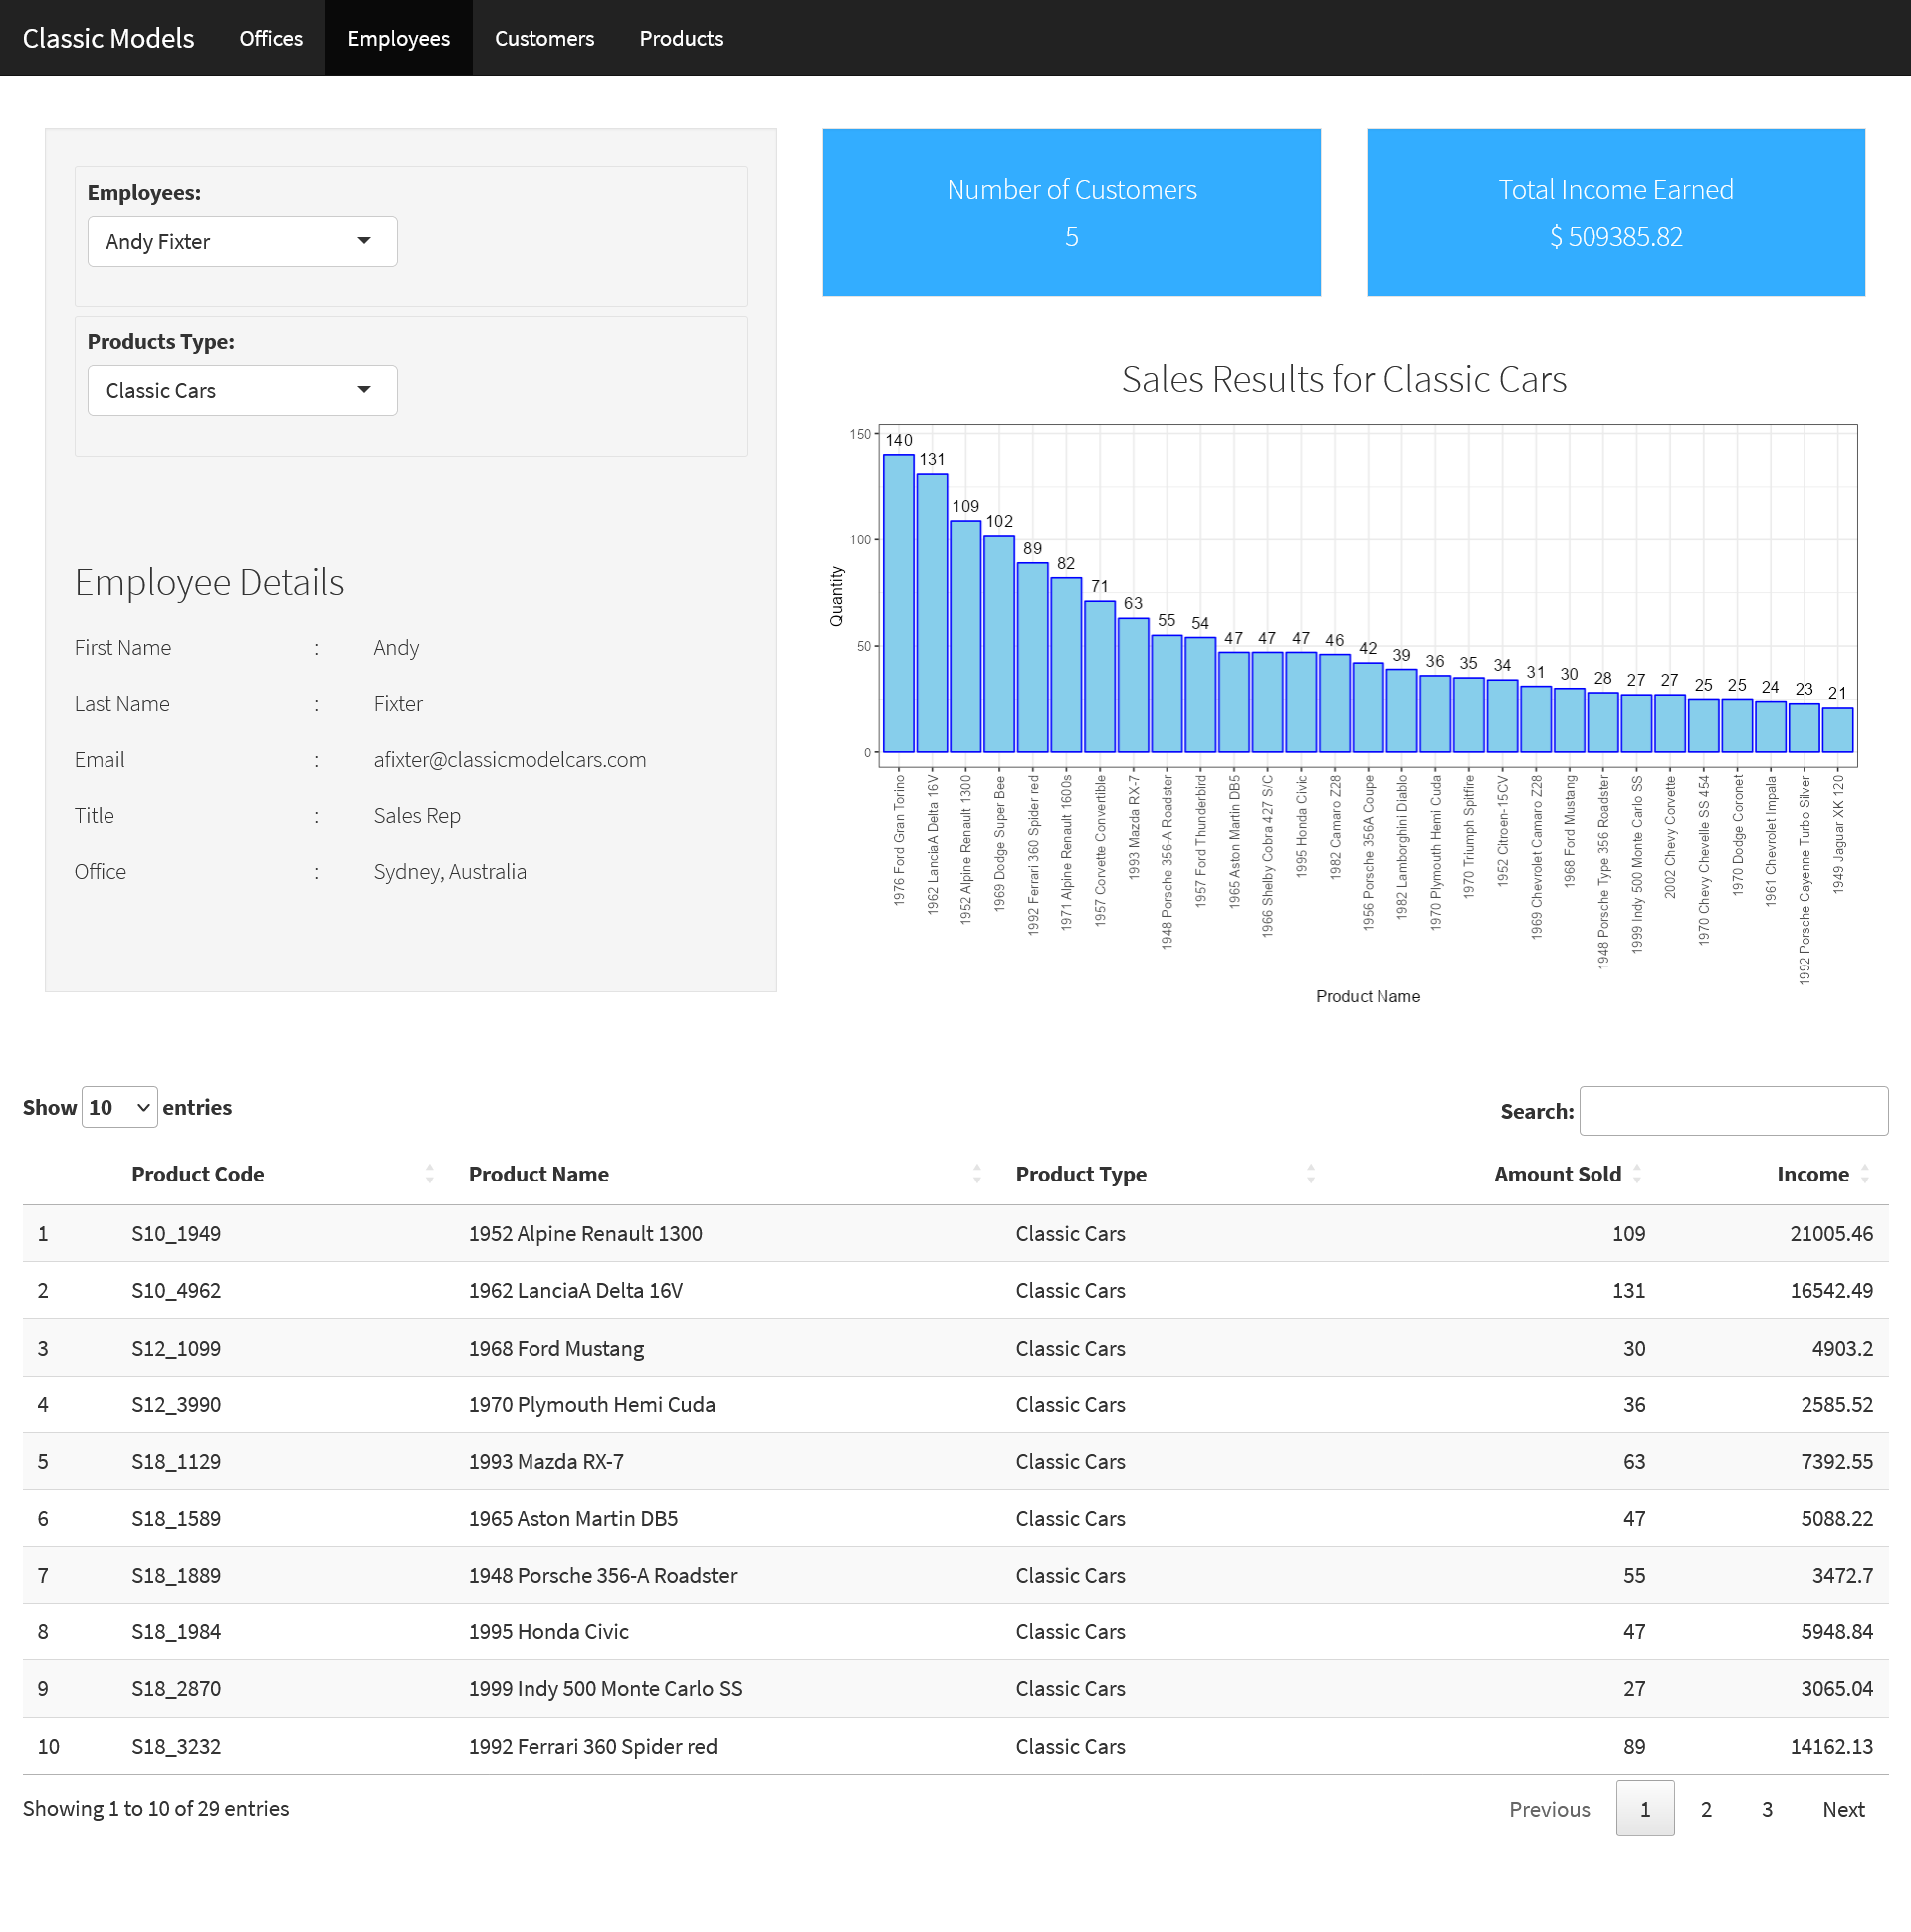 Classic Models Offices Employees Customers Products
Employees:
Andy Fixter
Products Type:
Classic Cars
Employee Details
First Name : Andy
Last Name : Fixter
Email : afixter@classicmodelcars.com
Title : Sales Rep
Office : Sydney, Australia
Number of Customers
5
Total Income Earned
$ 509385.82
Sales Results for Classic Cars
Quantity
150
100
50
0
140 131 109 102 89 82 71 63 55 54 47 47 47 46 42 39 36 35 34 31 30 28 27 27 25 25 24 23 21
1976 Ford Gran Torino
1962 LanciaA Delta 16V
1952 Alpine Renault 1300
1969 Dodge Super Bee
1992 Ferrari 360 Spider red
1971 Alpine Renault 1600s
1957 Corvette Convertible
1993 Mazda RX-7
1948 Porsche 356-A Roadster
1957 Ford Thunderbird
1965 Aston Martin DB5
1966 Shelby Cobra 427 S/C
1995 Honda Civic
1982 Camaro Z28
1956 Porsche 356A Coupe
1982 Lamborghini Diablo
1970 Plymouth Hemi Cuda
1970 Triumph Spitfire
1952 Citroen-15CV
1969 Chevrolet Camaro Z28
1968 Ford Mustang
1948 Porsche Type 356 Roadster
1999 Indy 500 Monte Carlo SS
2002 Chevy Corvette
1970 Chevy Chevelle SS 454
1970 Dodge Coronet
1961 Chevrolet Impala
1992 Porsche Cayenne Turbo Silver
1949 Jaguar XK 120
Product Name
Show 10 entries
Search:
Product Code Product Name Product Type Amount Sold Income
1 S10_1949 1952 Alpine Renault 1300 Classic Cars 109 21005.46
2 S10_4962 1962 LanciaA Delta 16V Classic Cars 131 16542.49
3 S12_1099 1968 Ford Mustang Classic Cars 30 4903.2
4 S12_3990 1970 Plymouth Hemi Cuda Classic Cars 36 2585.52
5 S18_1129 1993 Mazda RX-7 Classic Cars 63 7392.55
6 S18_1589 1965 Aston Martin DB5 Classic Cars 47 5088.22
7 S18_1889 1948 Porsche 356-A Roadster Classic Cars 55 3472.7
8 S18_1984 1995 Honda Civic Classic Cars 47 5948.84
9 S18_2870 1999 Indy 500 Monte Carlo SS Classic Cars 27 3065.04
10 S18_3232 1992 Ferrari 360 Spider red Classic Cars 89 14162.13
Showing 1 to 10 of 29 entries
Previous 1 2 3 Next